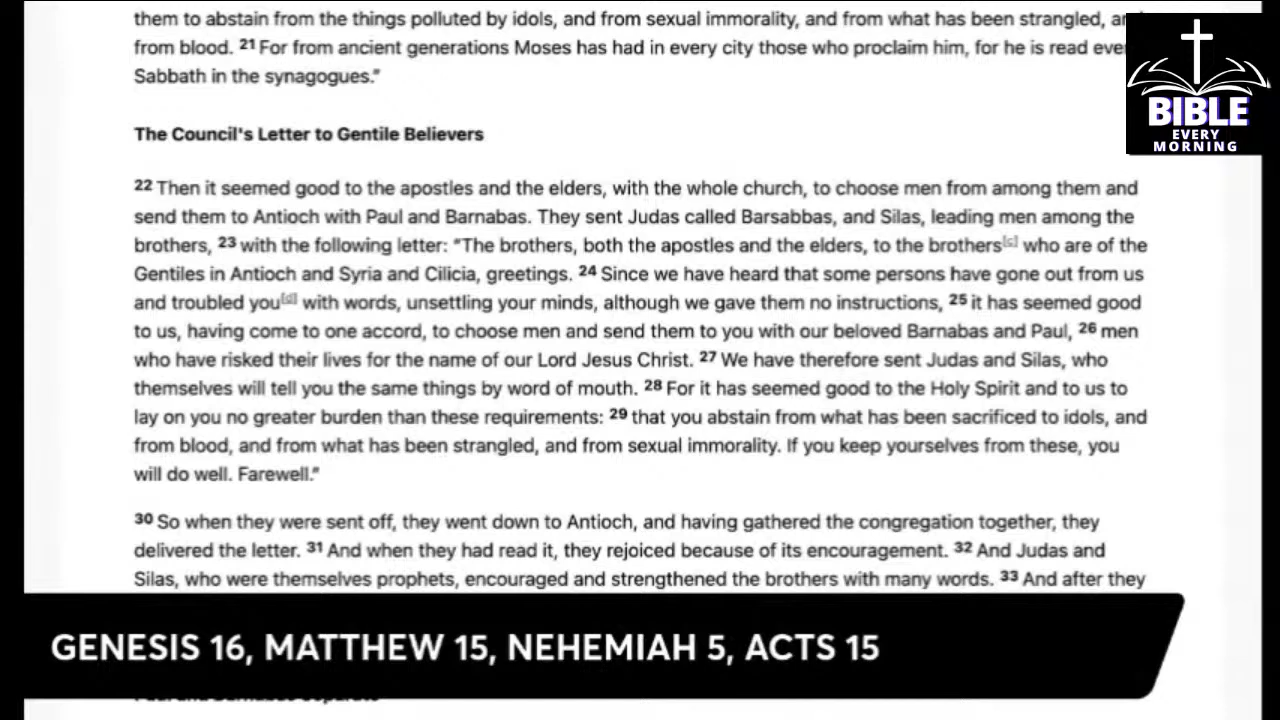 them to abstain from the things polluted by idols, and from sexual immorality, and from what has been strangled, and
from blood. 21 For from ancient generations Moses has had in every city those who proclaim him, for he is read every
Sabbath in the synagogues.”
The Council's Letter to Gentile Believers
22 Then it seemed good to the apostles and the elders, with the whole church, to choose men from among them and
send them to Antioch with Paul and Barnabas. They sent Judas called Barsabbas, and Silas, leading men among the
brothers, 23 with the following letter: “The brothers, both the apostles and the elders, to the brothers[c] who are of the
Gentiles in Antioch and Syria and Cilicia, greetings. 24 Since we have heard that some persons have gone out from us
and troubled you[d] with words, unsettling your minds, although we gave them no instructions, 25 it has seemed good
to us, having come to one accord, to choose men and send them to you with our beloved Barnabas and Paul, 26 men
who have risked their lives for the name of our Lord Jesus Christ. 27 We have therefore sent Judas and Silas, who
themselves will tell you the same things by word of mouth. 28 For it has seemed good to the Holy Spirit and to us to
lay on you no greater burden than these requirements: 29 that you abstain from what has been sacrificed to idols, and
from blood, and from what has been strangled, and from sexual immorality. If you keep yourselves from these, you
will do well. Farewell.”
30 So when they were sent off, they went down to Antioch, and having gathered the congregation together, they
delivered the letter. 31 And when they had read it, they rejoiced because of its encouragement. 32 And Judas and
Silas, who were themselves prophets, encouraged and strengthened the brothers with many words. 33 And after they
GENESIS 16, MATTHEW 15, NEHEMIAH 5, ACTS 15
BIBLE
EVERY
MORNING